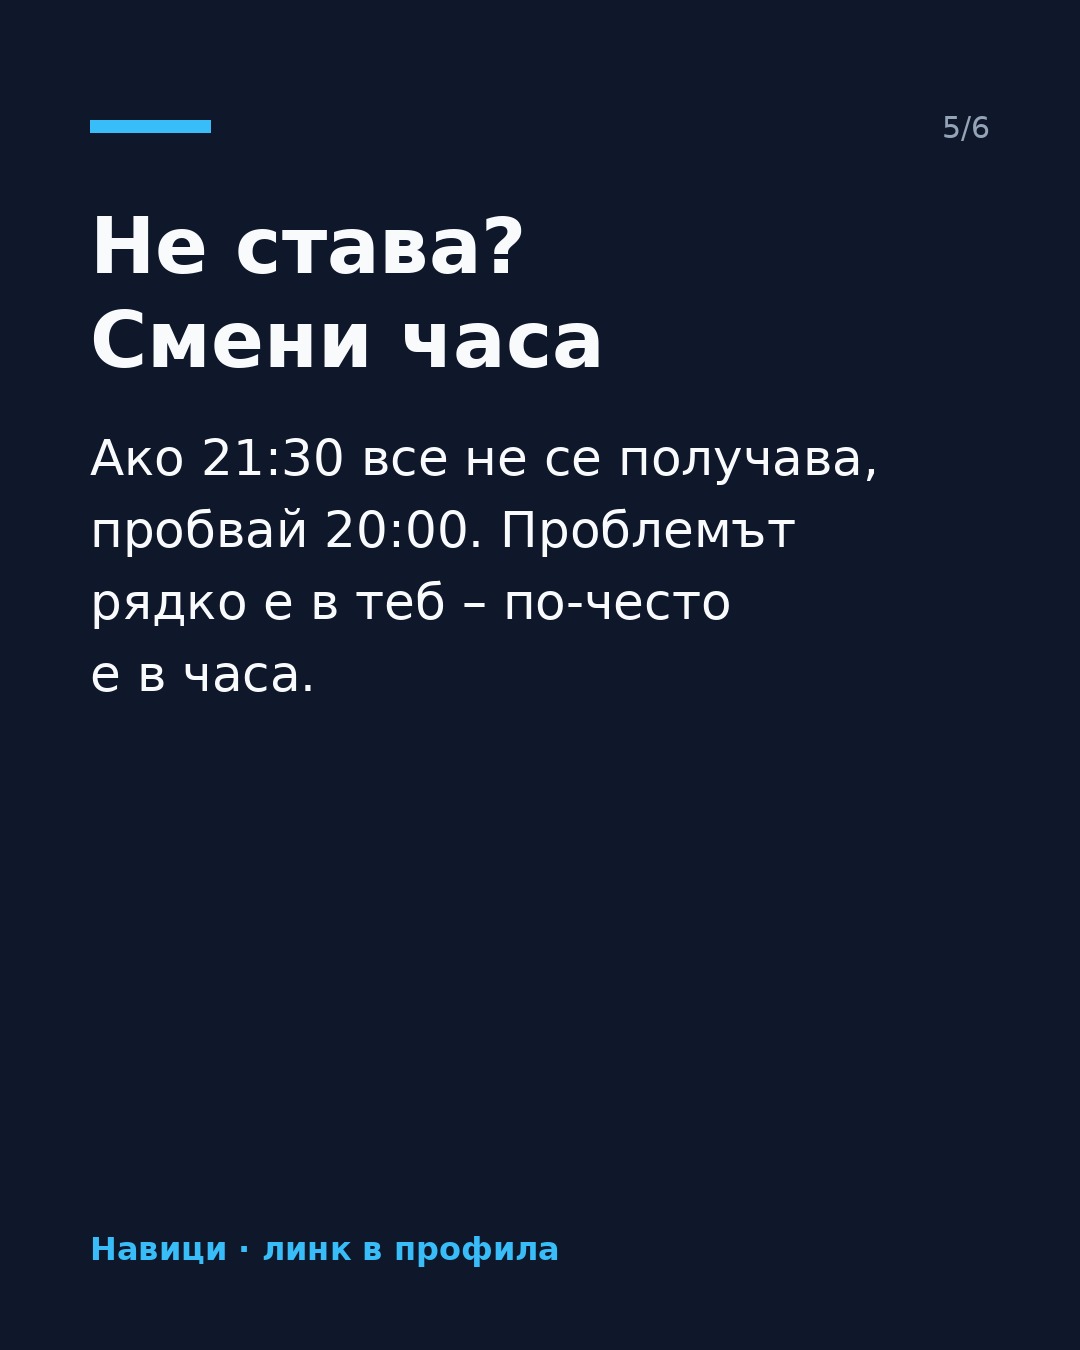 5/6
Не става?
Смени часа
Ако 21:30 все не се получава,
пробвай 20:00. Проблемът
рядко е в теб – по-често
е в часа.
Навици · линк в профила